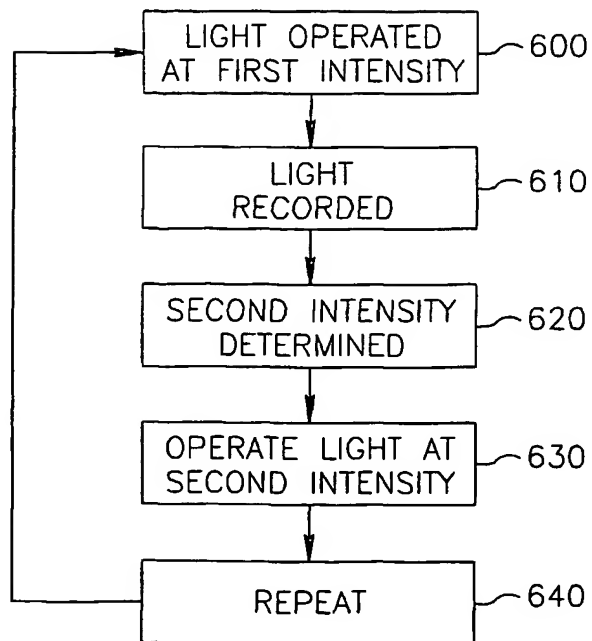 LIGHT OPERATED
AT FIRST INTENSITY
600
LIGHT
RECORDED
610
SECOND INTENSITY
DETERMINED
620
OPERATE LIGHT AT
SECOND INTENSITY
630
REPEAT
640